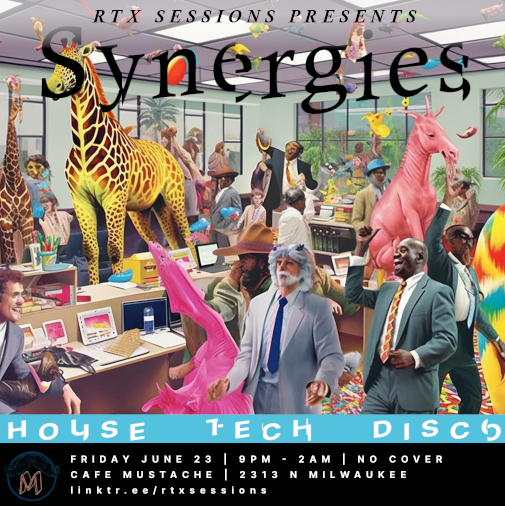 RTX SESSIONS PRESENTS
Synergies
HOUSE TECH DISCO
FRIDAY JUNE 23 | 9PM - 2AM | NO COVER
CAFE MUSTACHE | 2313 N MILWAUKEE
linktr.ee/rtxsessions
M